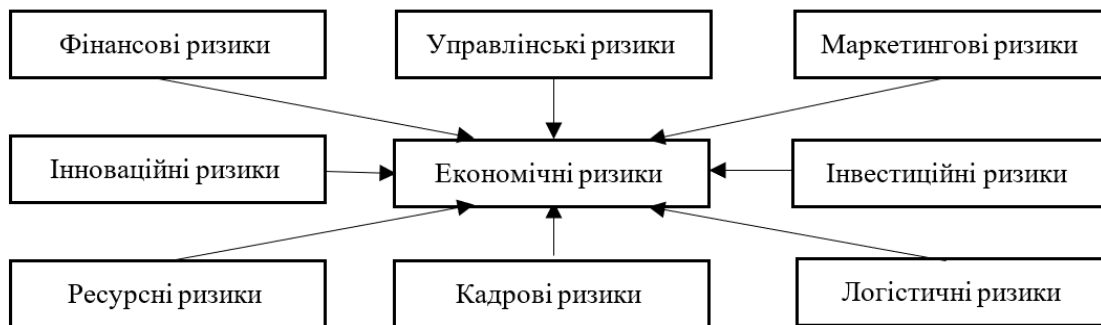 Фінансові ризики
Управлінські ризики
Маркетингові ризики
Інноваційні ризики
Економічні ризики
Інвестиційні ризики
Ресурсні ризики
Кадрові ризики
Логістичні ризики